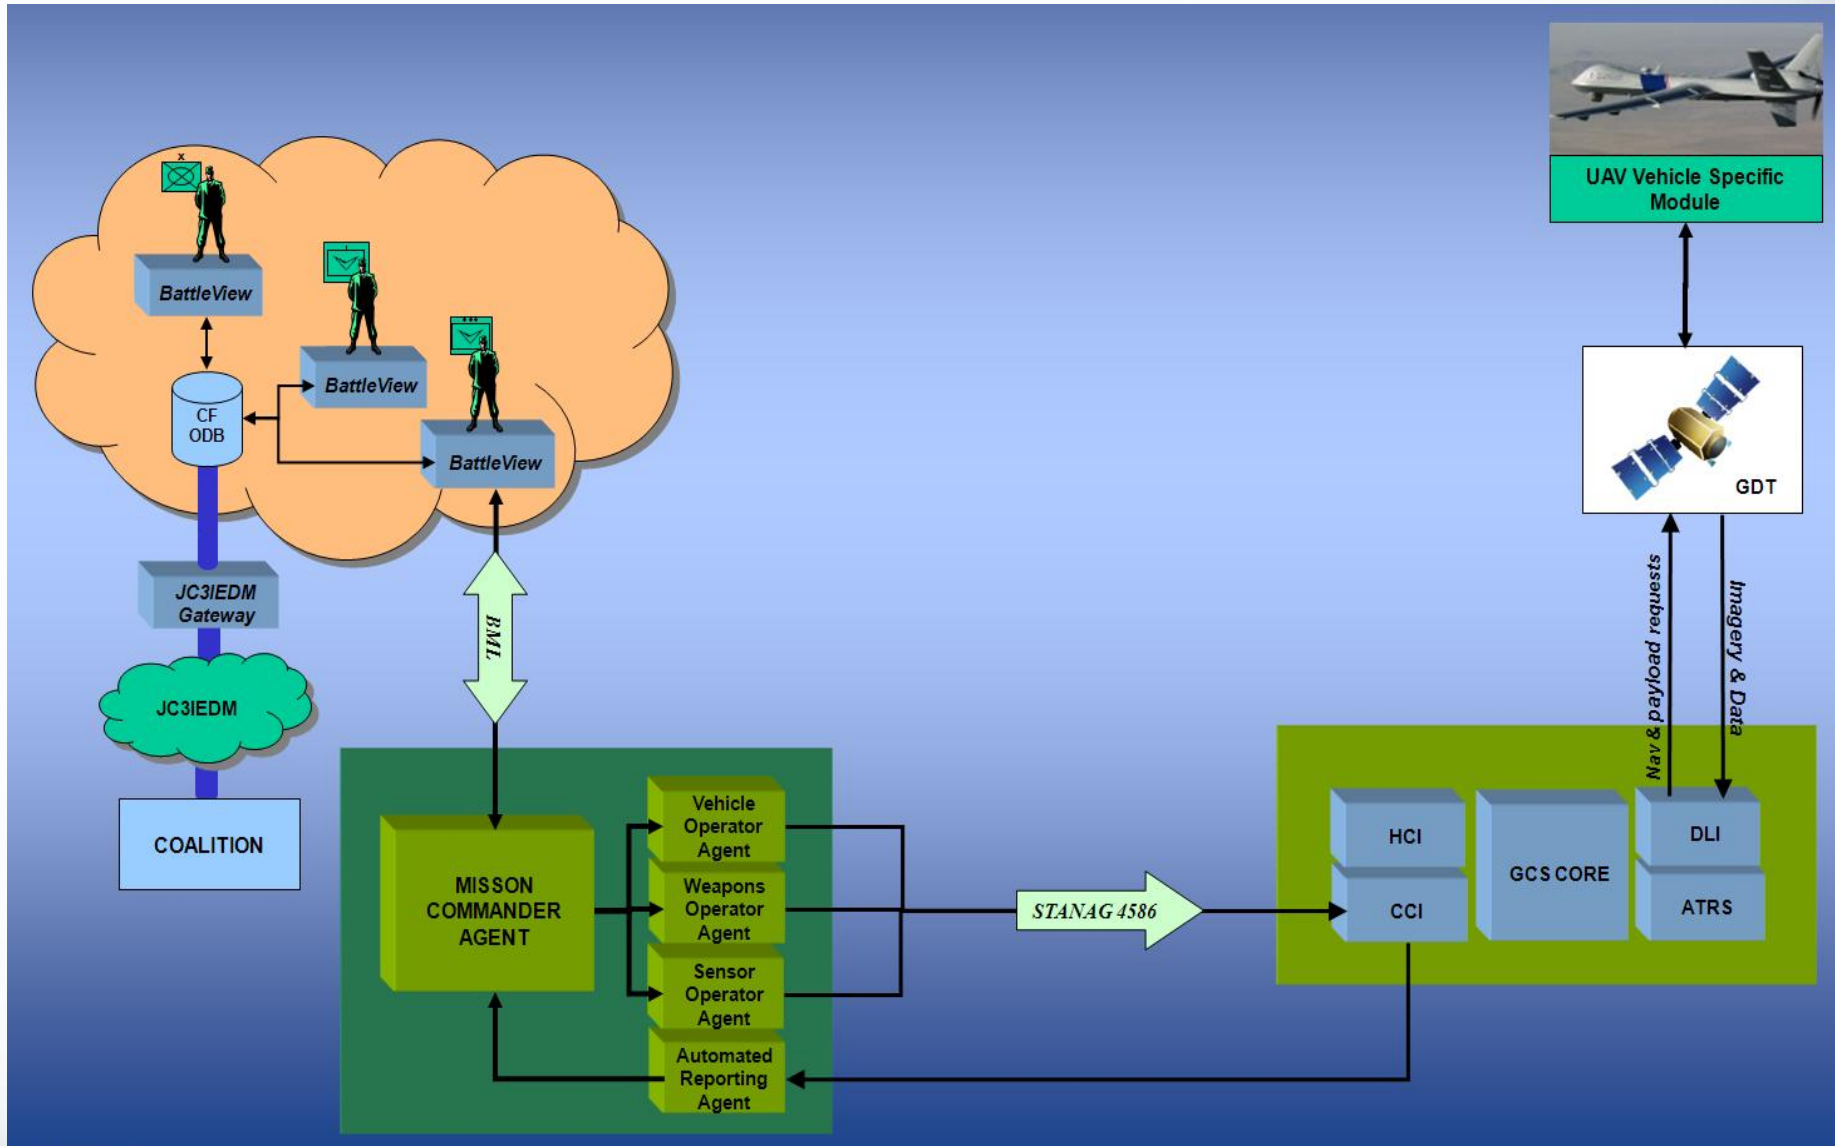 x
BattleView
BattleView
BattleView
CF
ODB
JC3IEDM
Gateway
JC3IEDM
COALITION
BML
MISSON
COMMANDER
AGENT
Vehicle
Operator
Agent
Weapons
Operator
Agent
Sensor
Operator
Agent
Automated
Reporting
Agent
STANAG 4586
HCI
CCI
GCS CORE
DLI
ATRS
Nav & payload requests
Imagery & Data
GDT
UAV Vehicle Specific
Module